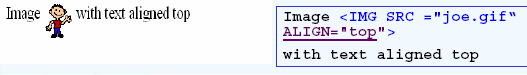 Image with text aligned top
Image <IMG SRC ="joe.gif“
ALIGN="top">
with text aligned top